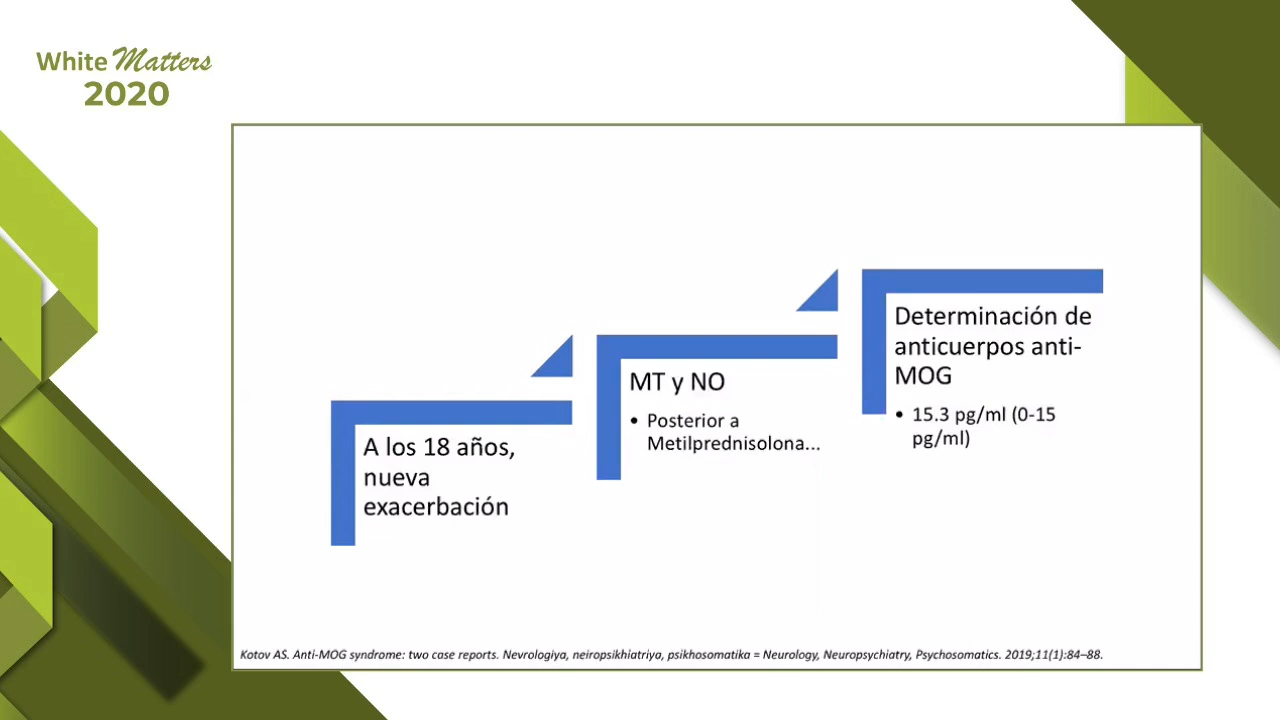 White Matters
2020
A los 18 años,
nueva
exacerbación
MT y NO
• Posterior a
Metilprednisolona...
Determinación de
anticuerpos anti-
MOG
• 15.3 pg/ml (0-15
pg/ml)
Kotov AS. Anti-MOG syndrome: two case reports. Nevrologiya, neiropsikhiatriya, psikhosomatika = Neurology, Neuropsychiatry, Psychosomatics. 2019;11(1):84–88.